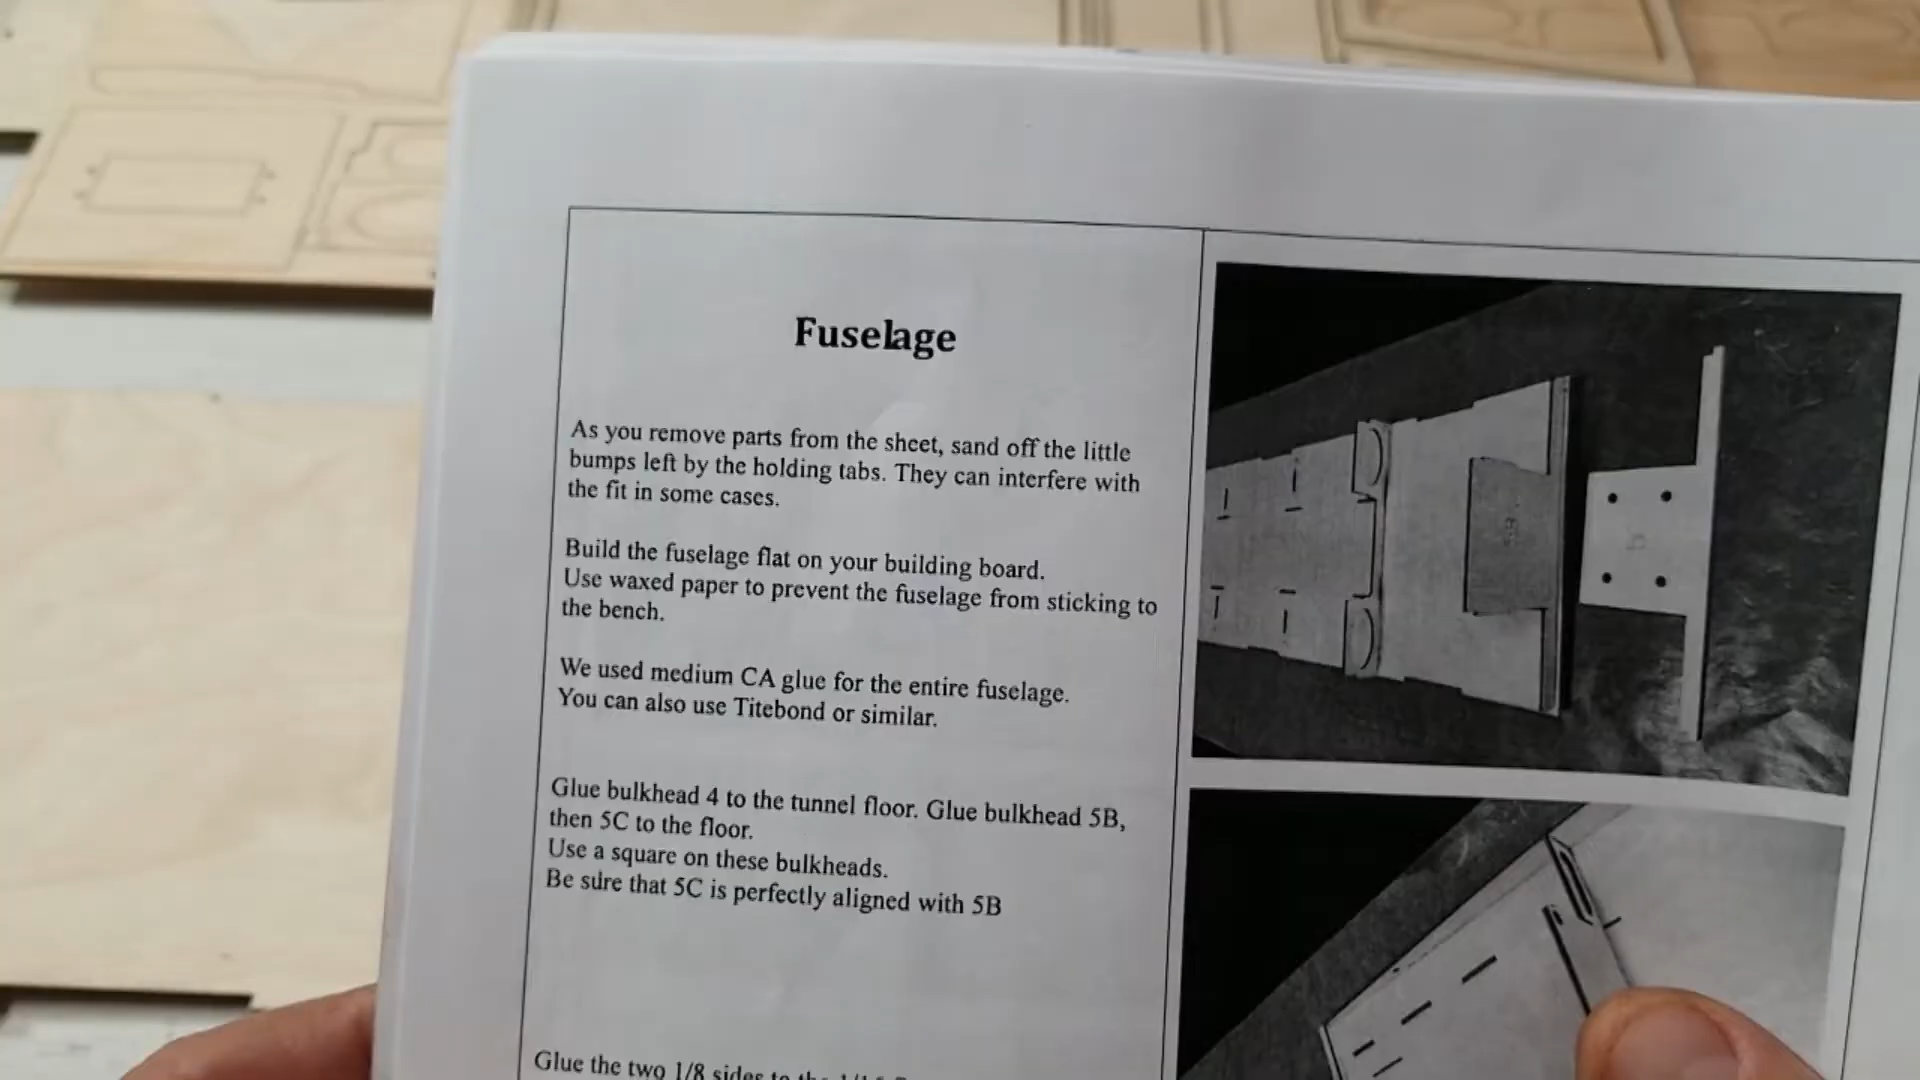 Fuselage
As you remove parts from the sheet, sand off the little
bumps left by the holding tabs. They can interfere with
the fit in some cases.
Build the fuselage flat on your building board.
Use waxed paper to prevent the fuselage from sticking to
the bench.
We used medium CA glue for the entire fuselage.
You can also use Titebond or similar.
Glue bulkhead 4 to the tunnel floor. Glue bulkhead 5B,
then 5C to the floor.
Use a square on these bulkheads.
Be sure that 5C is perfectly aligned with 5B
Glue the two 1/8 sides to the